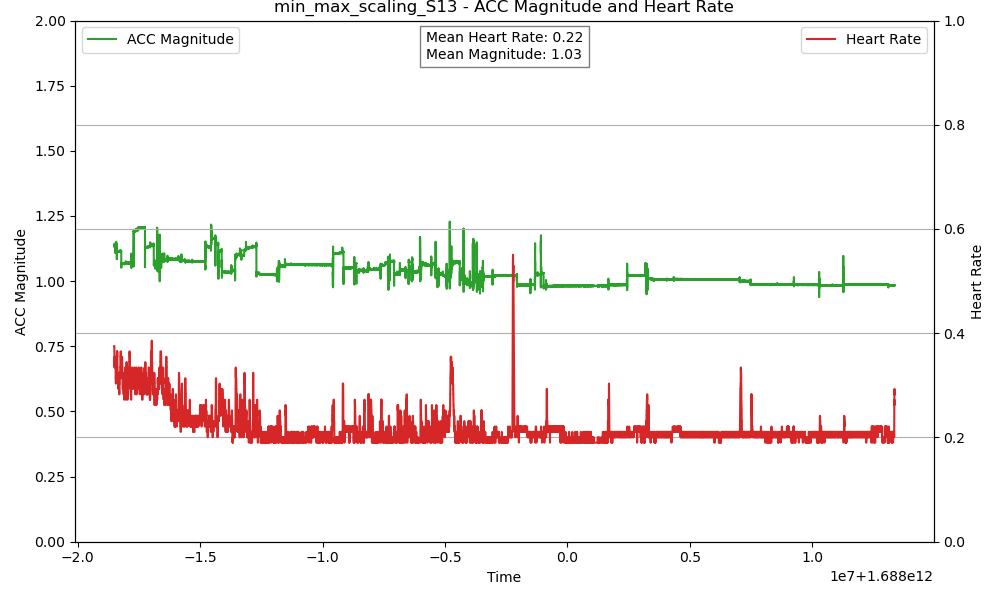 min_max_scaling_S13 - ACC Magnitude and Heart Rate
ACC Magnitude
Mean Heart Rate: 0.22
Mean Magnitude: 1.03
Heart Rate
2.00
1.75
1.50
1.25
1.00
0.75
0.50
0.25
0.00
ACC Magnitude
1.0
0.8
0.6
0.4
0.2
0.0
Heart Rate
−2.0 −1.5 −1.0 −0.5 0.0 0.5 1.0
Time
1e7+1.688e12